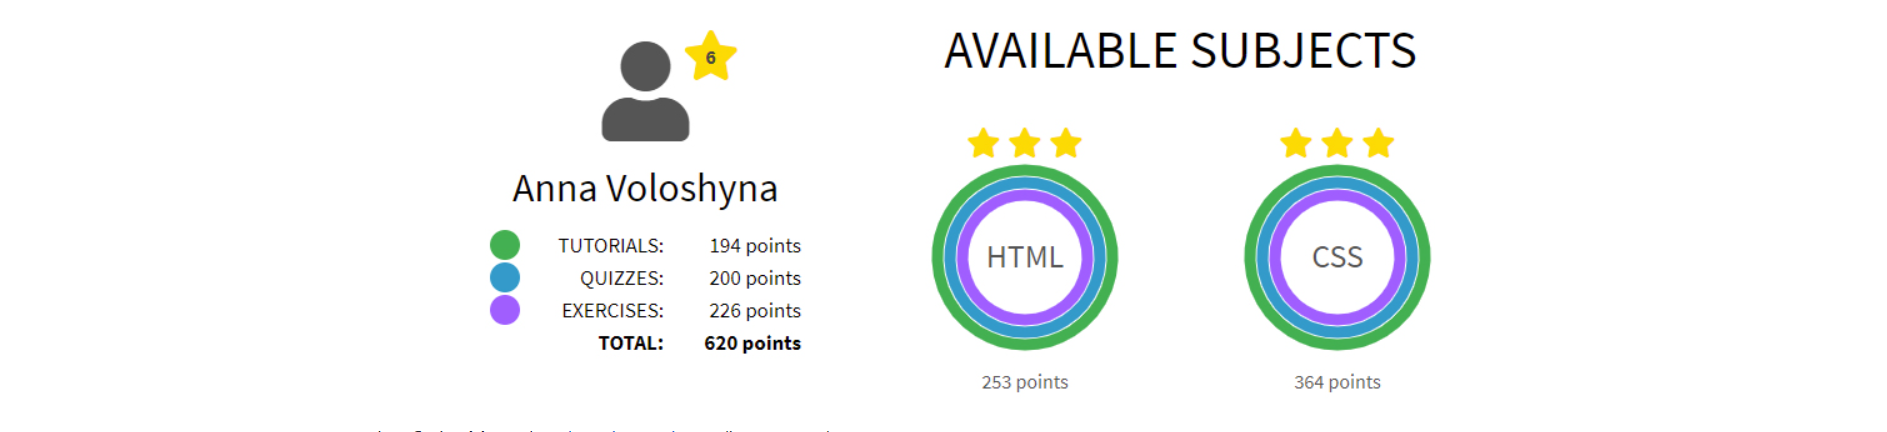 6
Anna Voloshyna
TUTORIALS: 194 points
QUIZZES: 200 points
EXERCISES: 226 points
TOTAL: 620 points
AVAILABLE SUBJECTS
HTML
253 points
CSS
364 points